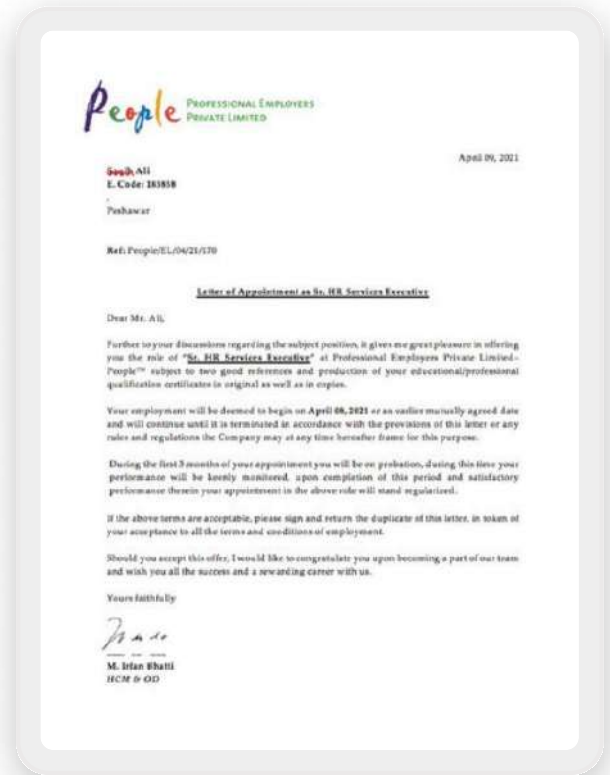 People PROFESSIONAL EMPLOYERS
PRIVATE LIMITED
April 09, 2021
Ali
E. Code: 185858
,
Peshawar
Ref: People/EL/04/21/170
Letter of Appointment as Sr. HR Services Executive
Dear Mr. Ali,
Further to your discussions regarding the subject position, it gives me great pleasure in offering
you the role of "Sr. HR Services Executive" at Professional Employers Private Limited-
People™ subject to two good references and production of your educational/professional
qualification certificates in original as well as in copies.
Your employment will be deemed to begin on April 08, 2021 or an earlier mutually agreed date
and will continue until it is terminated in accordance with the provisions of this letter or any
rules and regulations the Company may at any time hereafter frame for this purpose.
During the first 3 months of your appointment you will be on probation, during this time your
performance will be keenly monitored, upon completion of this period and satisfactory
performance therein your appointment in the above role will stand regularized.
If the above terms are acceptable, please sign and return the duplicate of this letter, in token of
your acceptance to all the terms and conditions of employment.
Should you accept this offer, I would like to congratulate you upon becoming a part of our team
and wish you all the success and a rewarding career with us.
Yours faithfully
M. Irfan Bhatti
HCM & OD